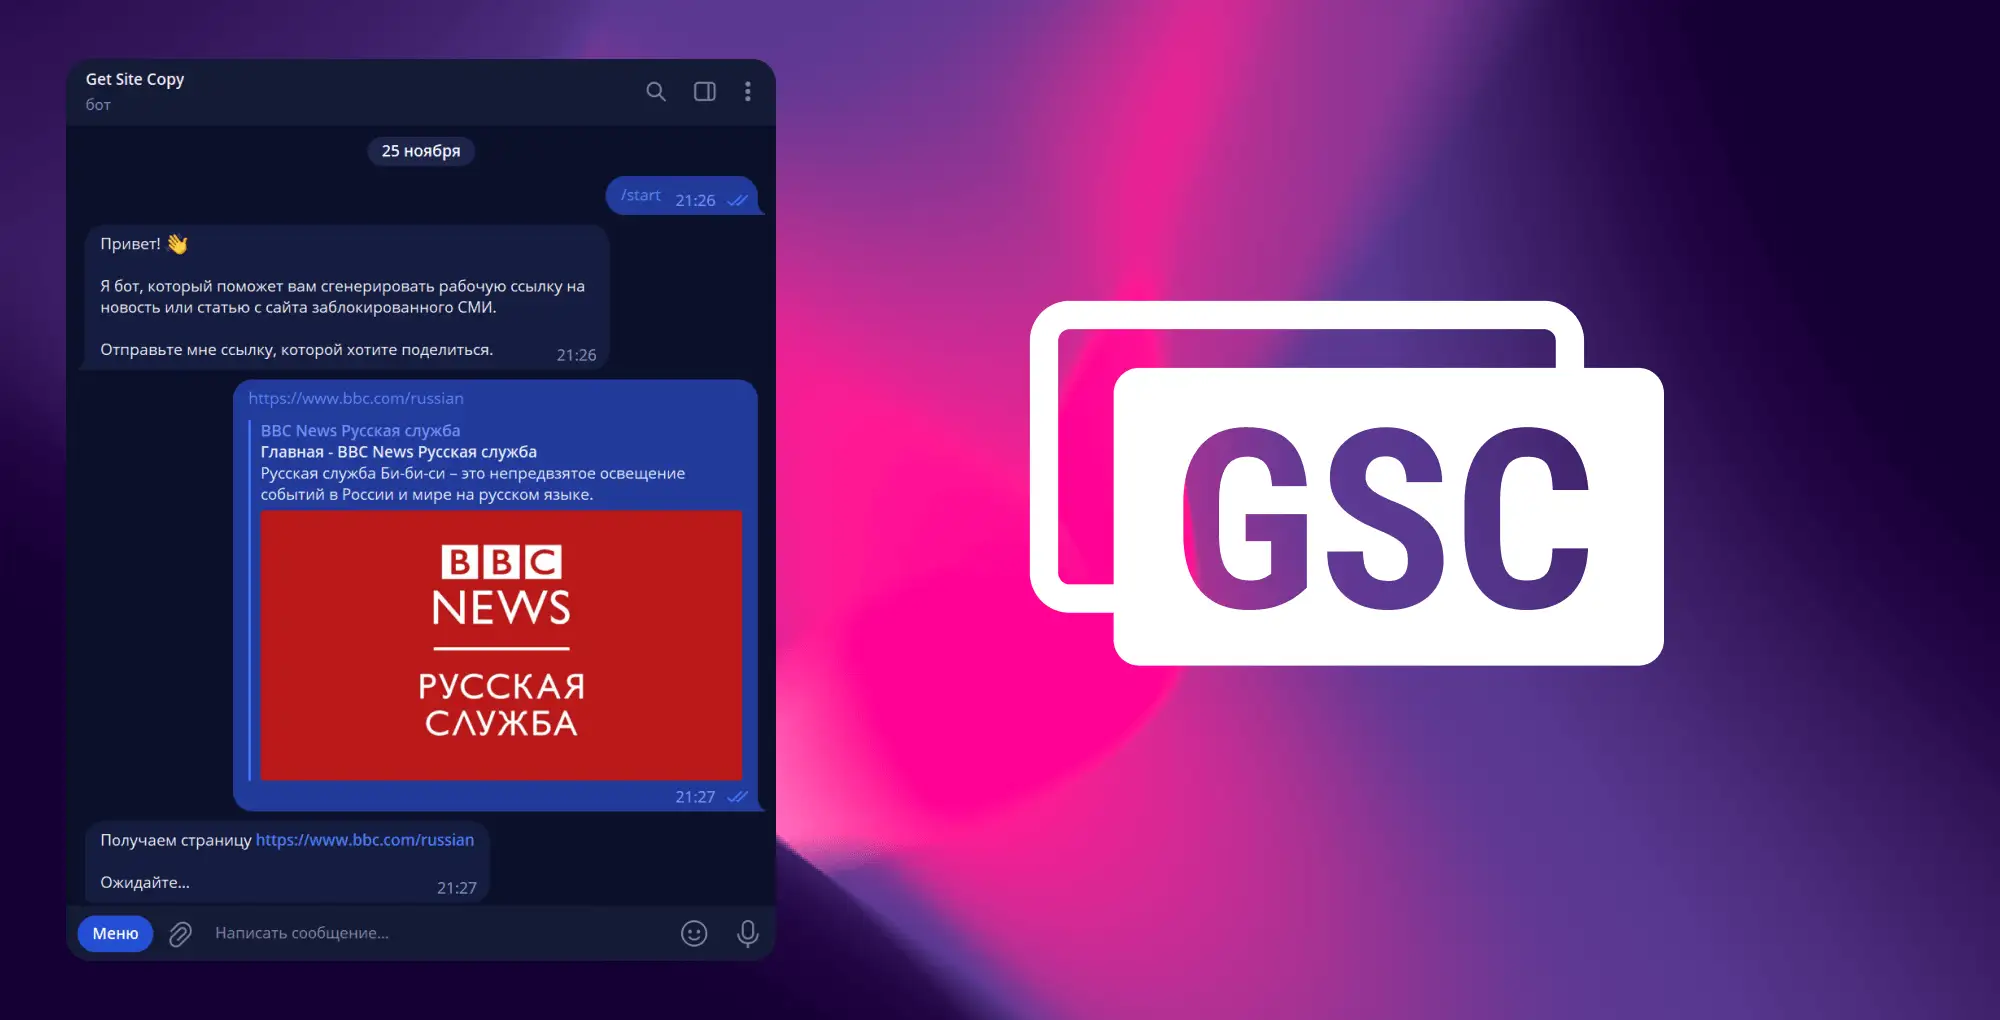 Get Site Copy
бот
25 ноября
/start 21:26
Привет! 👋
Я бот, который поможет вам сгенерировать рабочую ссылку на
новость или статью с сайта заблокированного СМИ.
Отправьте мне ссылку, которой хотите поделиться.
21:26
https://www.bbc.com/russian
BBC News Русская служба
Главная - BBC News Русская служба
Русская служба Би-би-си – это непредвзятое освещение
событий в России и мире на русском языке.
BBC
NEWS
РУССКАЯ
СЛУЖБА
21:27
Получаем страницу https://www.bbc.com/russian
Ожидайте...
21:27
Меню
Написать сообщение...
GSC